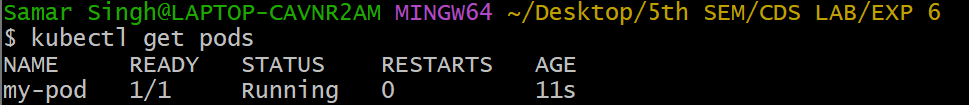 Samar Singh@LAPTOP-CAVNR2AM MINGW64 ~/Desktop/5th SEM/CDS LAB/EXP 6
$ kubectl get pods
NAME     READY   STATUS    RESTARTS   AGE
my-pod   1/1     Running   0          11s